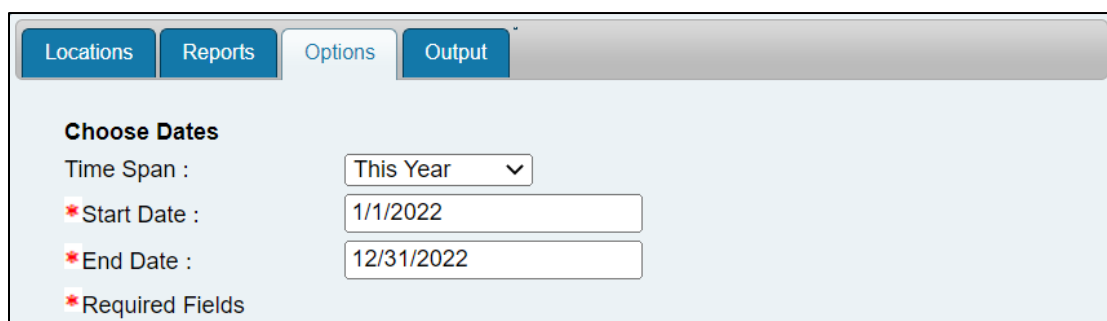 Locations Reports Options Output
Choose Dates
Time Span : This Year
*Start Date : 1/1/2022
*End Date : 12/31/2022
*Required Fields